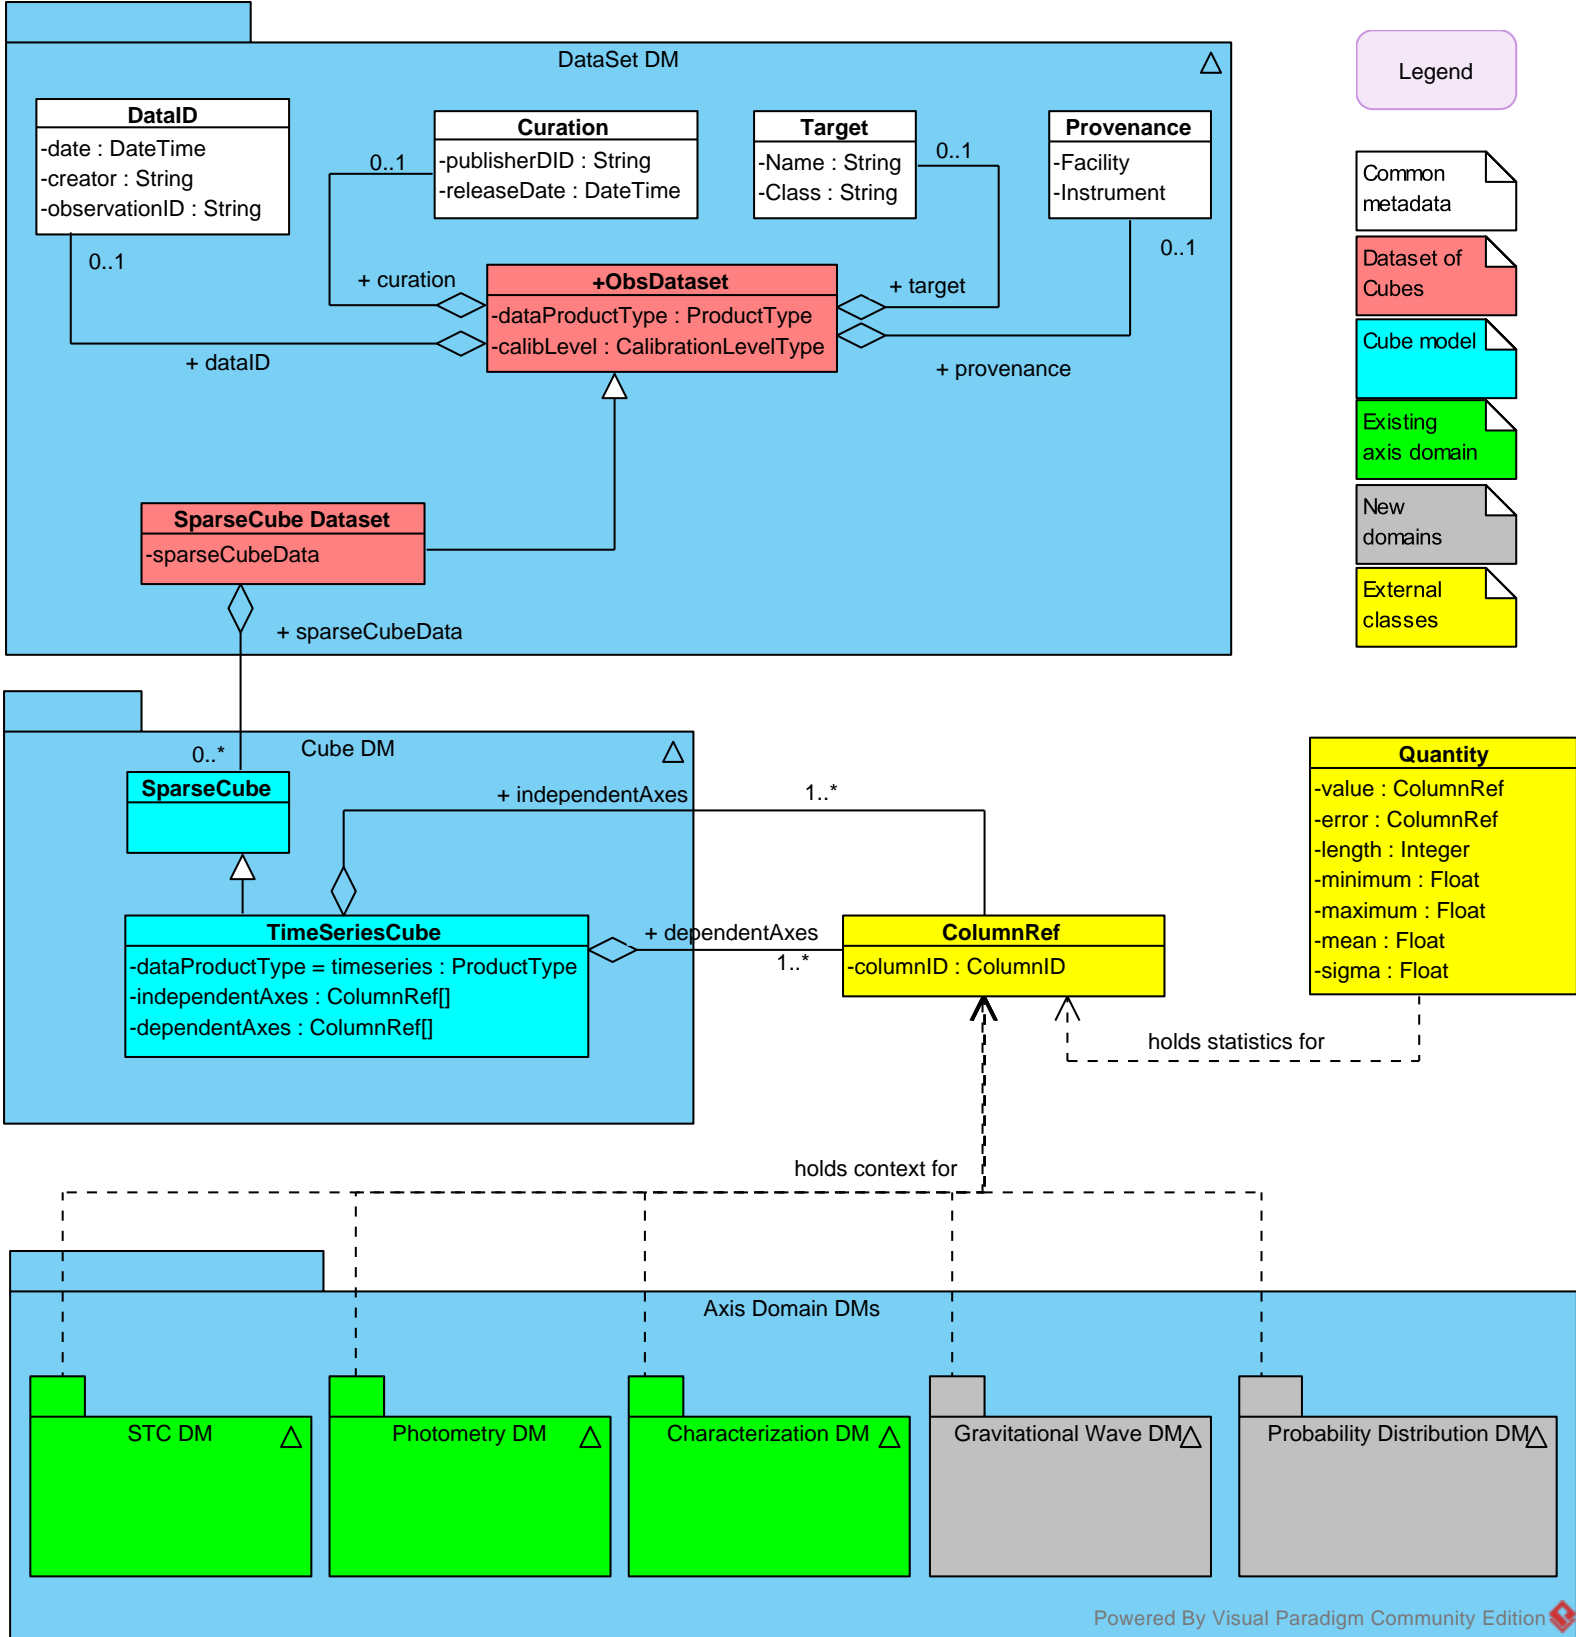 DataSet DM
DataID
-date : DateTime
-creator : String
-observationID : String
0..1
Curation
-publisherDID : String
-releaseDate : DateTime
0..1
Target
-Name : String
-Class : String
0..1
Provenance
-Facility
-Instrument
0..1
+ curation
+ dataID
+ObsDataset
-dataProductType : ProductType
-calibLevel : CalibrationLevelType
+ target
+ provenance
SparseCube Dataset
-sparseCubeData
+ sparseCubeData
Legend
Common
metadata
Dataset of
Cubes
Cube model
Existing
axis domain
New
domains
External
classes
Cube DM
0..*
SparseCube
+ independentAxes
1..*
TimeSeriesCube
-dataProductType = timeseries : ProductType
-independentAxes : ColumnRef[]
-dependentAxes : ColumnRef[]
+ dependentAxes
1..*
ColumnRef
-columnID : ColumnID
Quantity
-value : ColumnRef
-error : ColumnRef
-length : Integer
-minimum : Float
-maximum : Float
-mean : Float
-sigma : Float
holds statistics for
holds context for
Axis Domain DMs
STC DM
Photometry DM
Characterization DM
Gravitational Wave DM
Probability Distribution DM
Powered By Visual Paradigm Community Edition